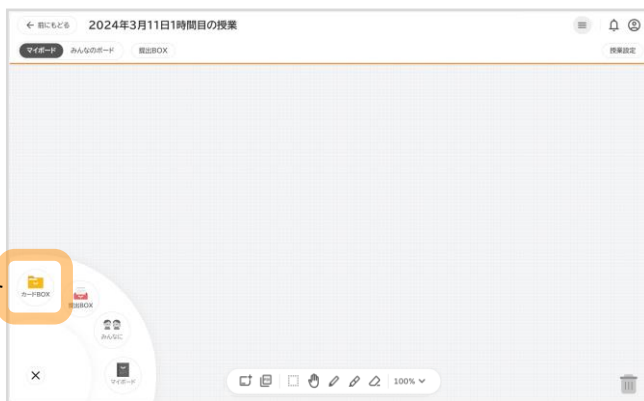 ← 前にもどる 2024年3月11日1時間目の授業
マイボード みんなのボード 提出BOX 授業設定
カードBOX
提出BOX
みんなに
マイボード
100%